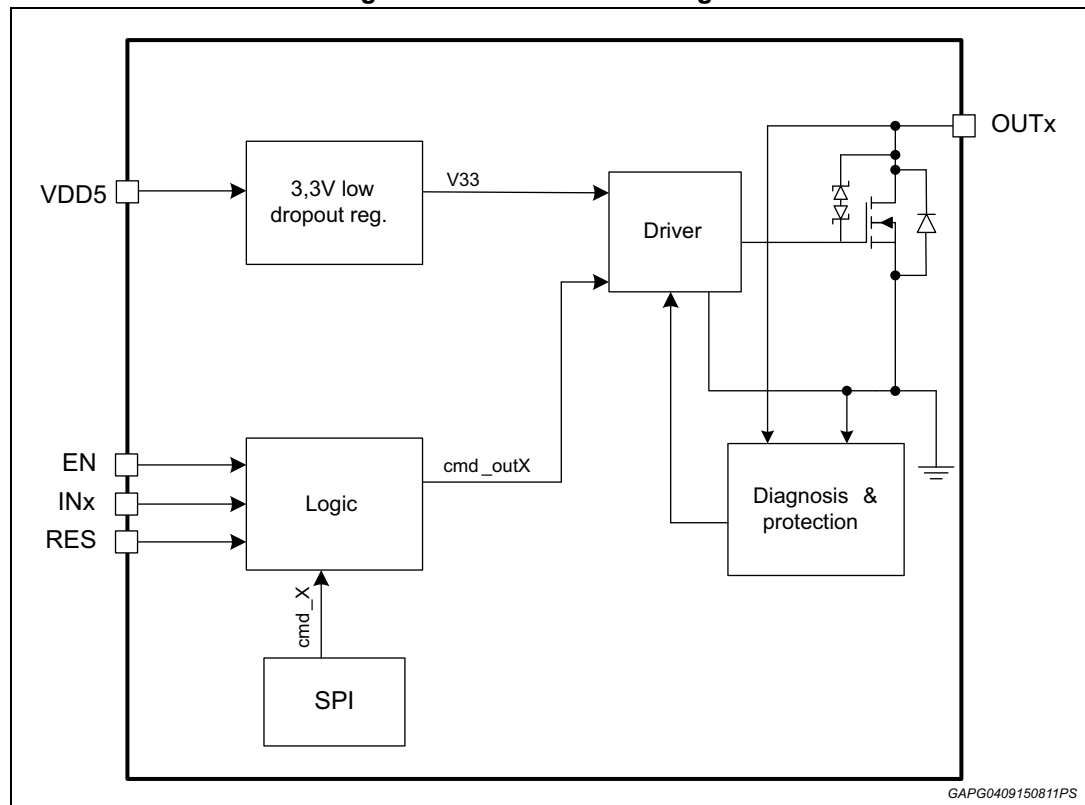 VDD5
3,3V low
dropout reg.
V33
Driver
OUTx
EN
INx
RES
Logic
cmd_outX
Diagnosis &
protection
cmd_X
SPI
GAPG0409150811PS